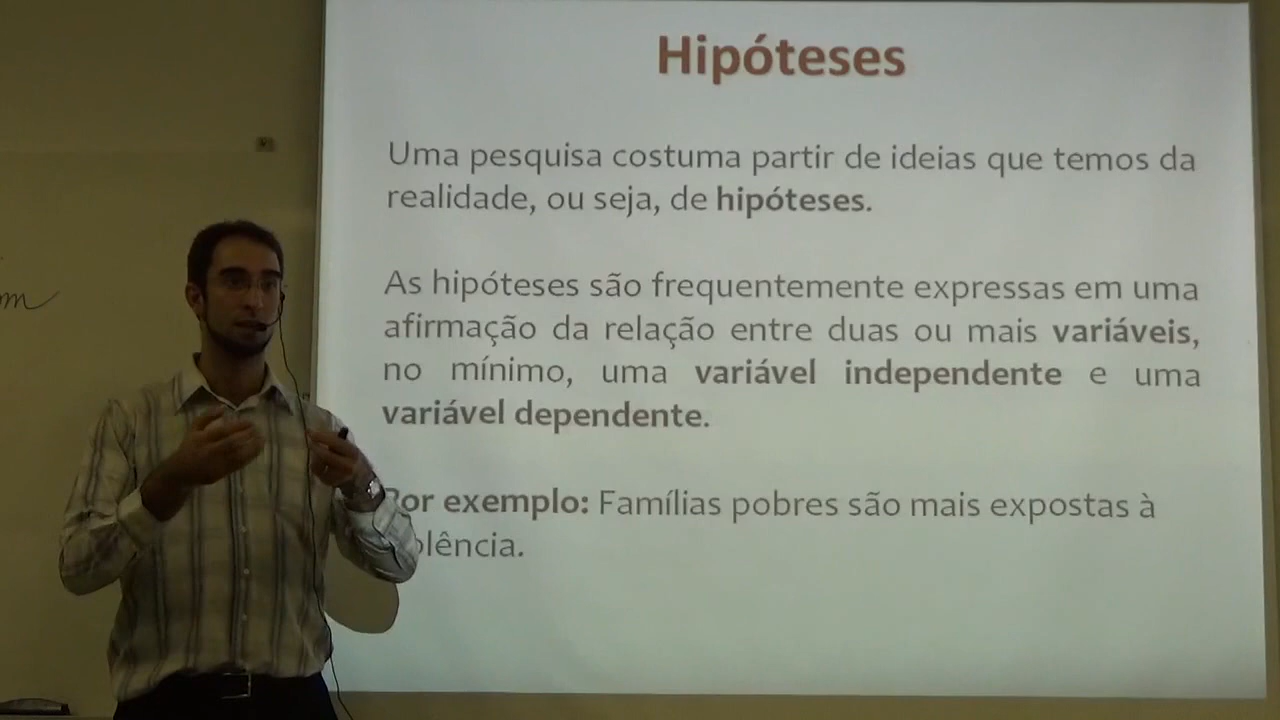 Hipóteses
Uma pesquisa costuma partir de ideias que temos da
realidade, ou seja, de hipóteses.
As hipóteses são frequentemente expressas em uma
afirmação da relação entre duas ou mais variáveis,
no mínimo, uma variável independente e uma
variável dependente.
Por exemplo: Famílias pobres são mais expostas à
olência.